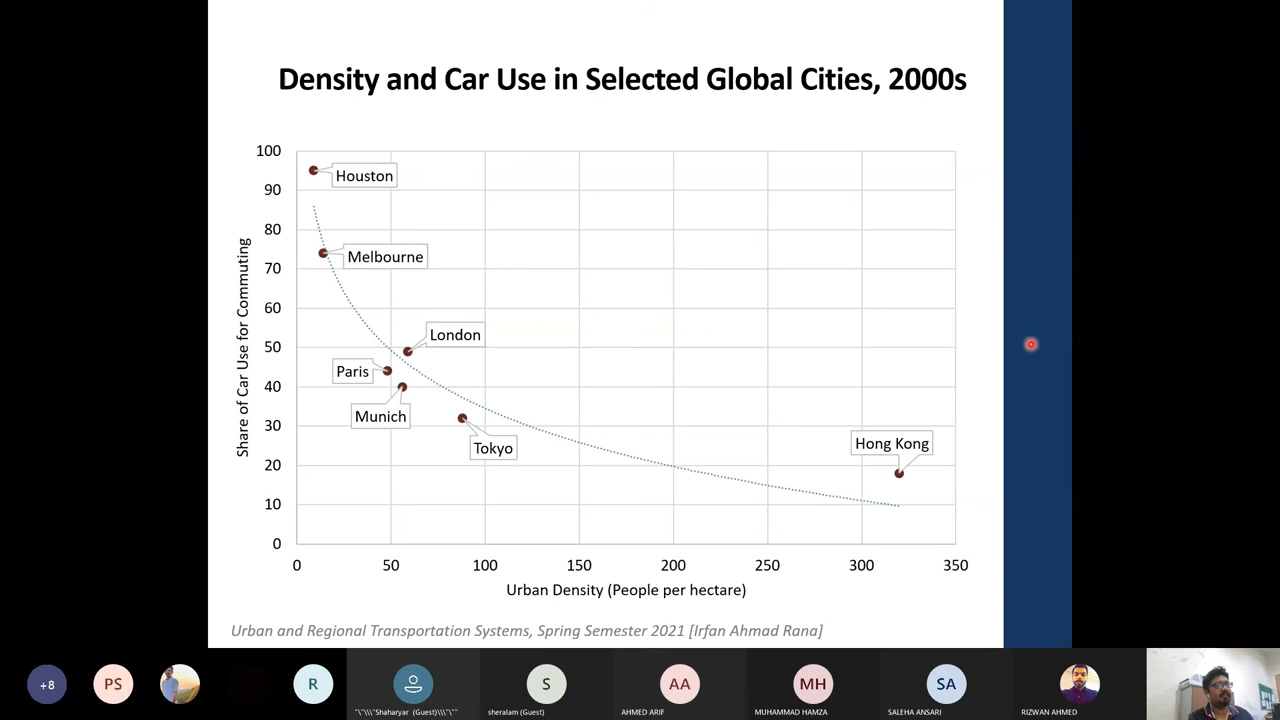 Density and Car Use in Selected Global Cities, 2000s
Share of Car Use for Commuting
100
90
80
70
60
50
40
30
20
10
0
Houston
Melbourne
London
Paris
Munich
Tokyo
Hong Kong
0 50 100 150 200 250 300 350
Urban Density (People per hectare)
Urban and Regional Transportation Systems, Spring Semester 2021 [Irfan Ahmad Rana]
+8
PS
R
S
AA
MH
SA
"\"\\\"Shaharyar (Guest)\\\"\""
sheralam (Guest)
AHMED ARIF
MUHAMMAD HAMZA
SALEHA ANSARI
RIZWAN AHMED